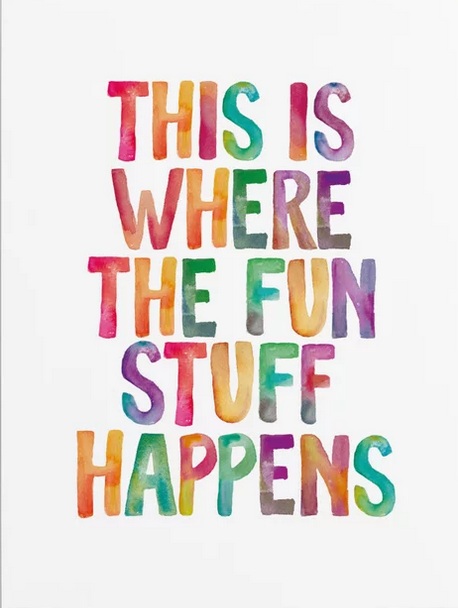 THIS IS
WHERE
THE FUN
STUFF
HAPPENS